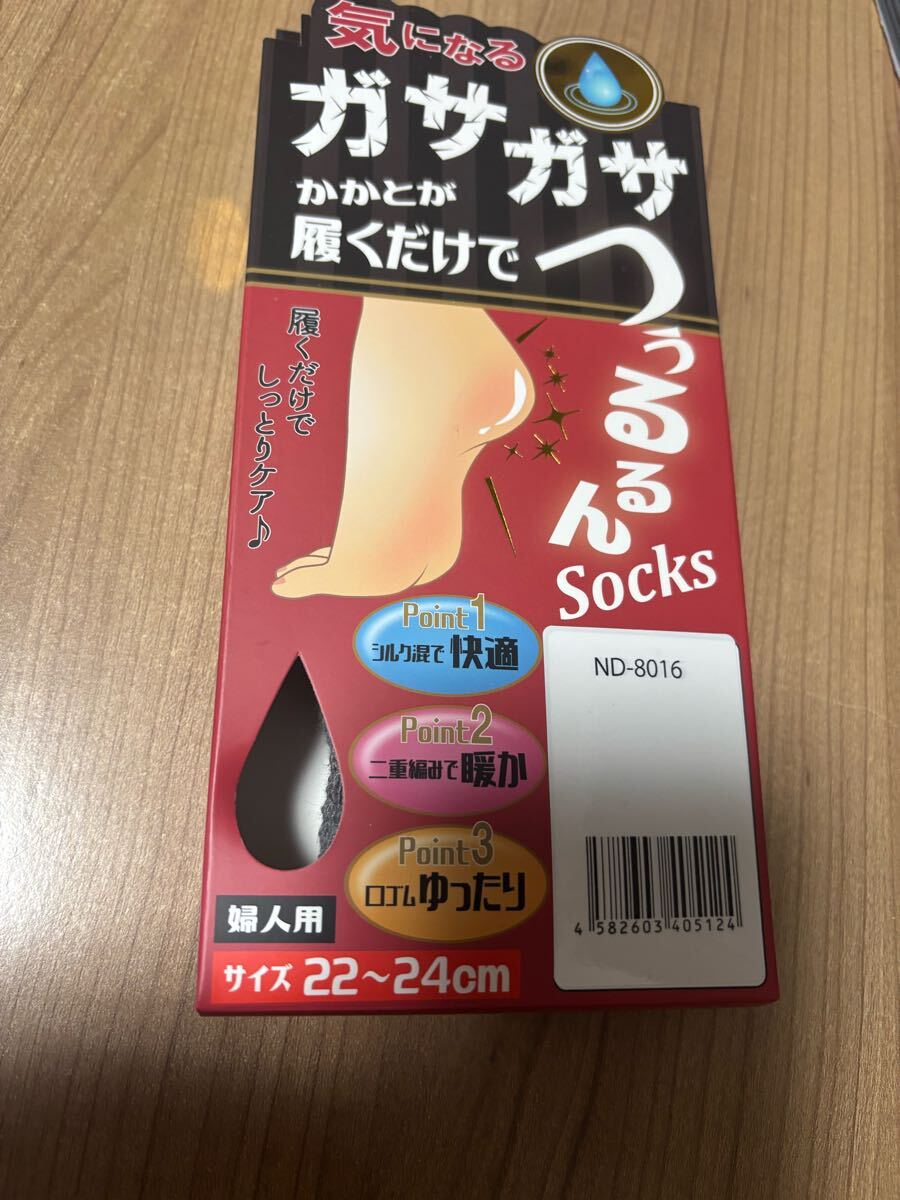 気になる
ガサガサ
かかとが
履くだけで
つっるるん
Socks
履くだけで
しっとりケア♪
Point1
シルク混で快適
Point2
二重編みで暖か
Point3
口ゴムゆったり
ND-8016
4 582603 405124
婦人用
サイズ 22～24cm